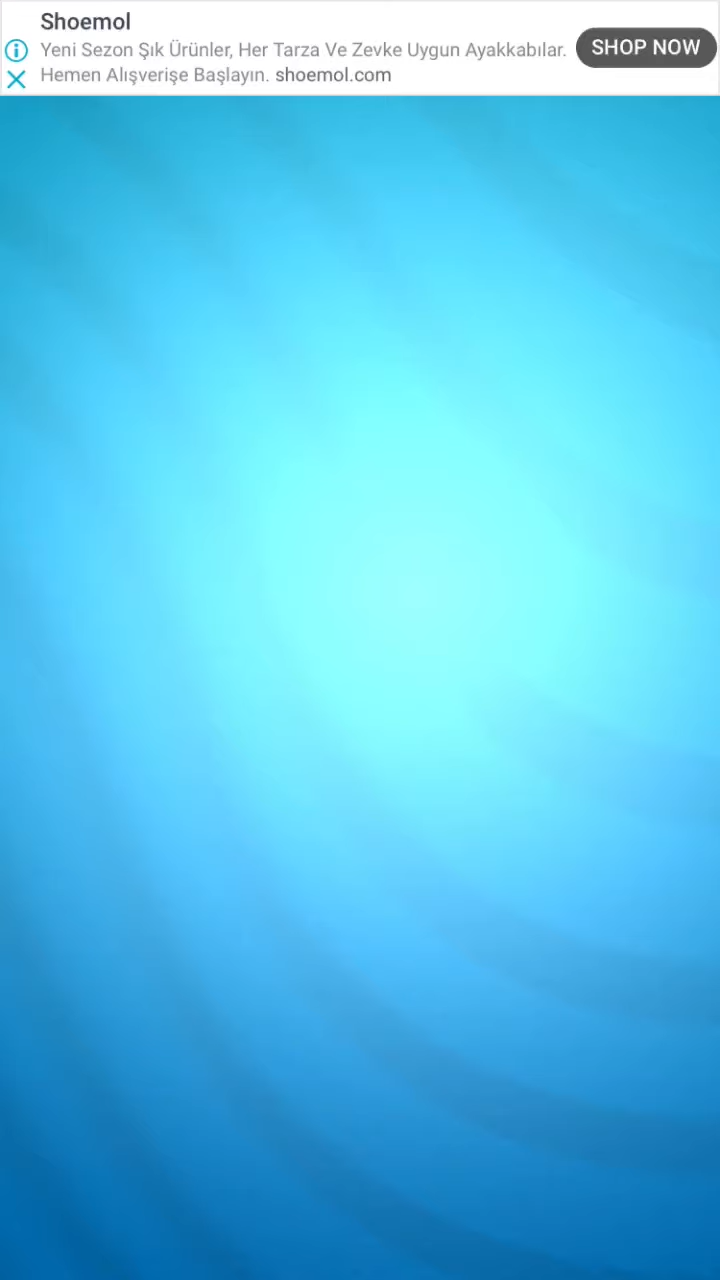 Shoemol
Yeni Sezon Şık Ürünler, Her Tarza Ve Zevke Uygun Ayakkabılar.
Hemen Alışverişe Başlayın. shoemol.com
SHOP NOW